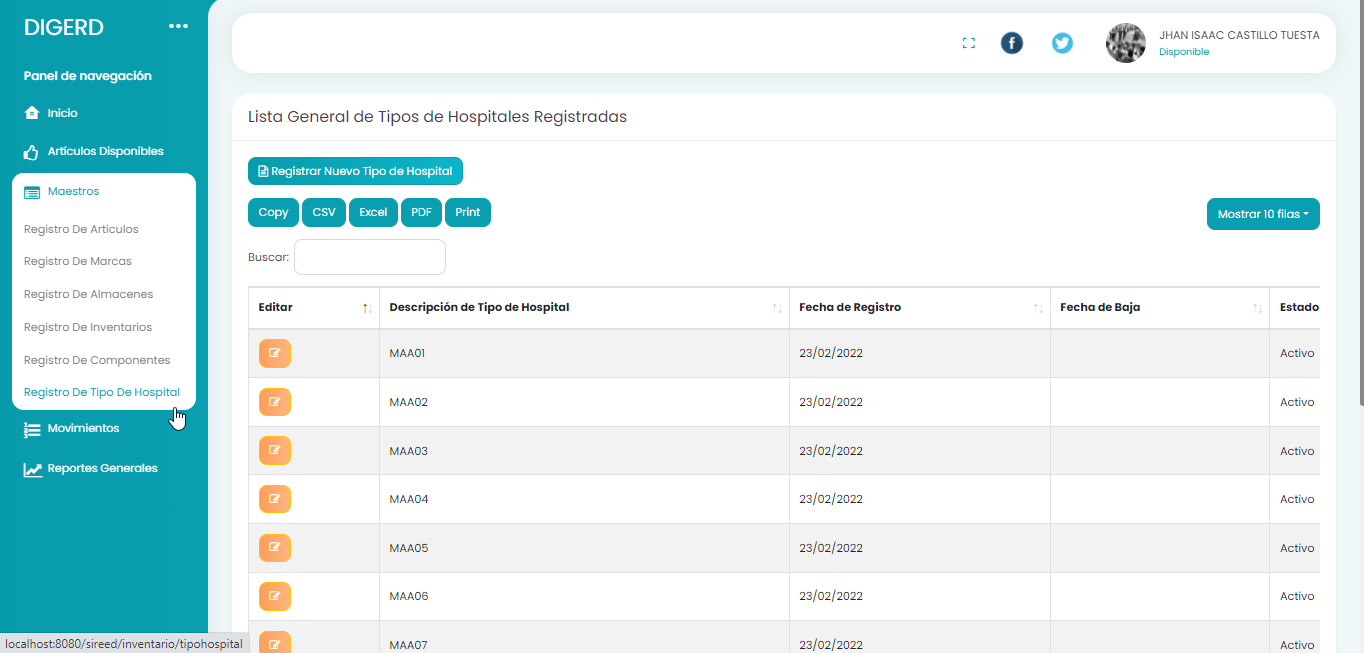 DIGERD
Panel de navegación
Inicio
Artículos Disponibles
Maestros
Registro De Articulos
Registro De Marcas
Registro De Almacenes
Registro De Inventarios
Registro De Componentes
Registro De Tipo De Hospital
Movimientos
Reportes Generales
localhost:8080/sireed/inventario/tipohospital
JHAN ISAAC CASTILLO TUESTA
Disponible
Lista General de Tipos de Hospitales Registradas
Registrar Nuevo Tipo de Hospital
Copy CSV Excel PDF Print Mostrar 10 filas
Buscar:
Editar Descripción de Tipo de Hospital Fecha de Registro Fecha de Baja Estado
MAA01 23/02/2022 Activo
MAA02 23/02/2022 Activo
MAA03 23/02/2022 Activo
MAA04 23/02/2022 Activo
MAA05 23/02/2022 Activo
MAA06 23/02/2022 Activo
MAA07 23/02/2022 Activo